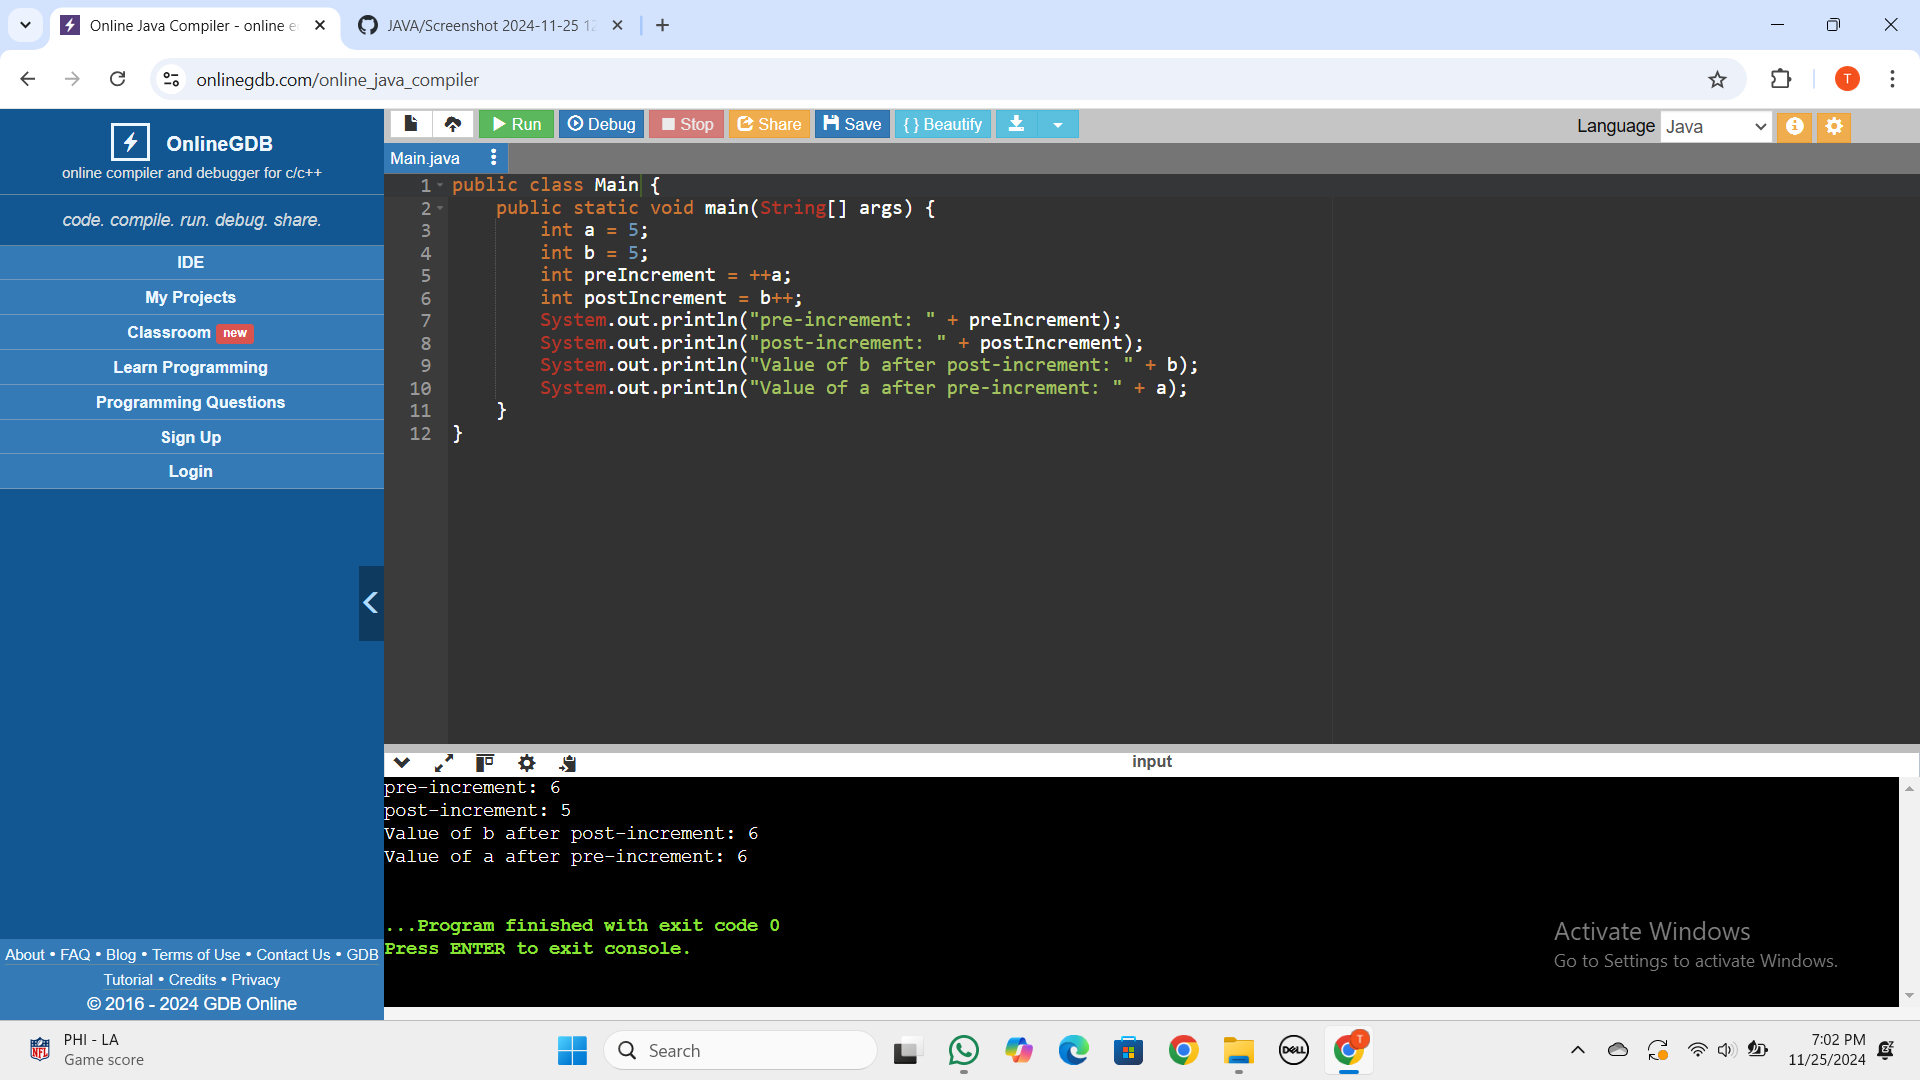 Online Java Compiler - online e
JAVA/Screenshot 2024-11-25 12
onlinegdb.com/online_java_compiler
T
OnlineGDB
online compiler and debugger for c/c++
code. compile. run. debug. share.
IDE
My Projects
Classroom new
Learn Programming
Programming Questions
Sign Up
Login
About • FAQ • Blog • Terms of Use • Contact Us • GDB
Tutorial • Credits • Privacy
© 2016 - 2024 GDB Online
Run
Debug
Stop
Share
Save
{ } Beautify
Language Java
Main.java
1 public class Main {
2 public static void main(String[] args) {
3 int a = 5;
4 int b = 5;
5 int preIncrement = ++a;
6 int postIncrement = b++;
7 System.out.println("pre-increment: " + preIncrement);
8 System.out.println("post-increment: " + postIncrement);
9 System.out.println("Value of b after post-increment: " + b);
10 System.out.println("Value of a after pre-increment: " + a);
11 }
12 }
input
pre-increment: 6
post-increment: 5
Value of b after post-increment: 6
Value of a after pre-increment: 6
...Program finished with exit code 0
Press ENTER to exit console.
Activate Windows
Go to Settings to activate Windows.
NFL
PHI - LA
Game score
Search
DELL
T
7:02 PM
11/25/2024